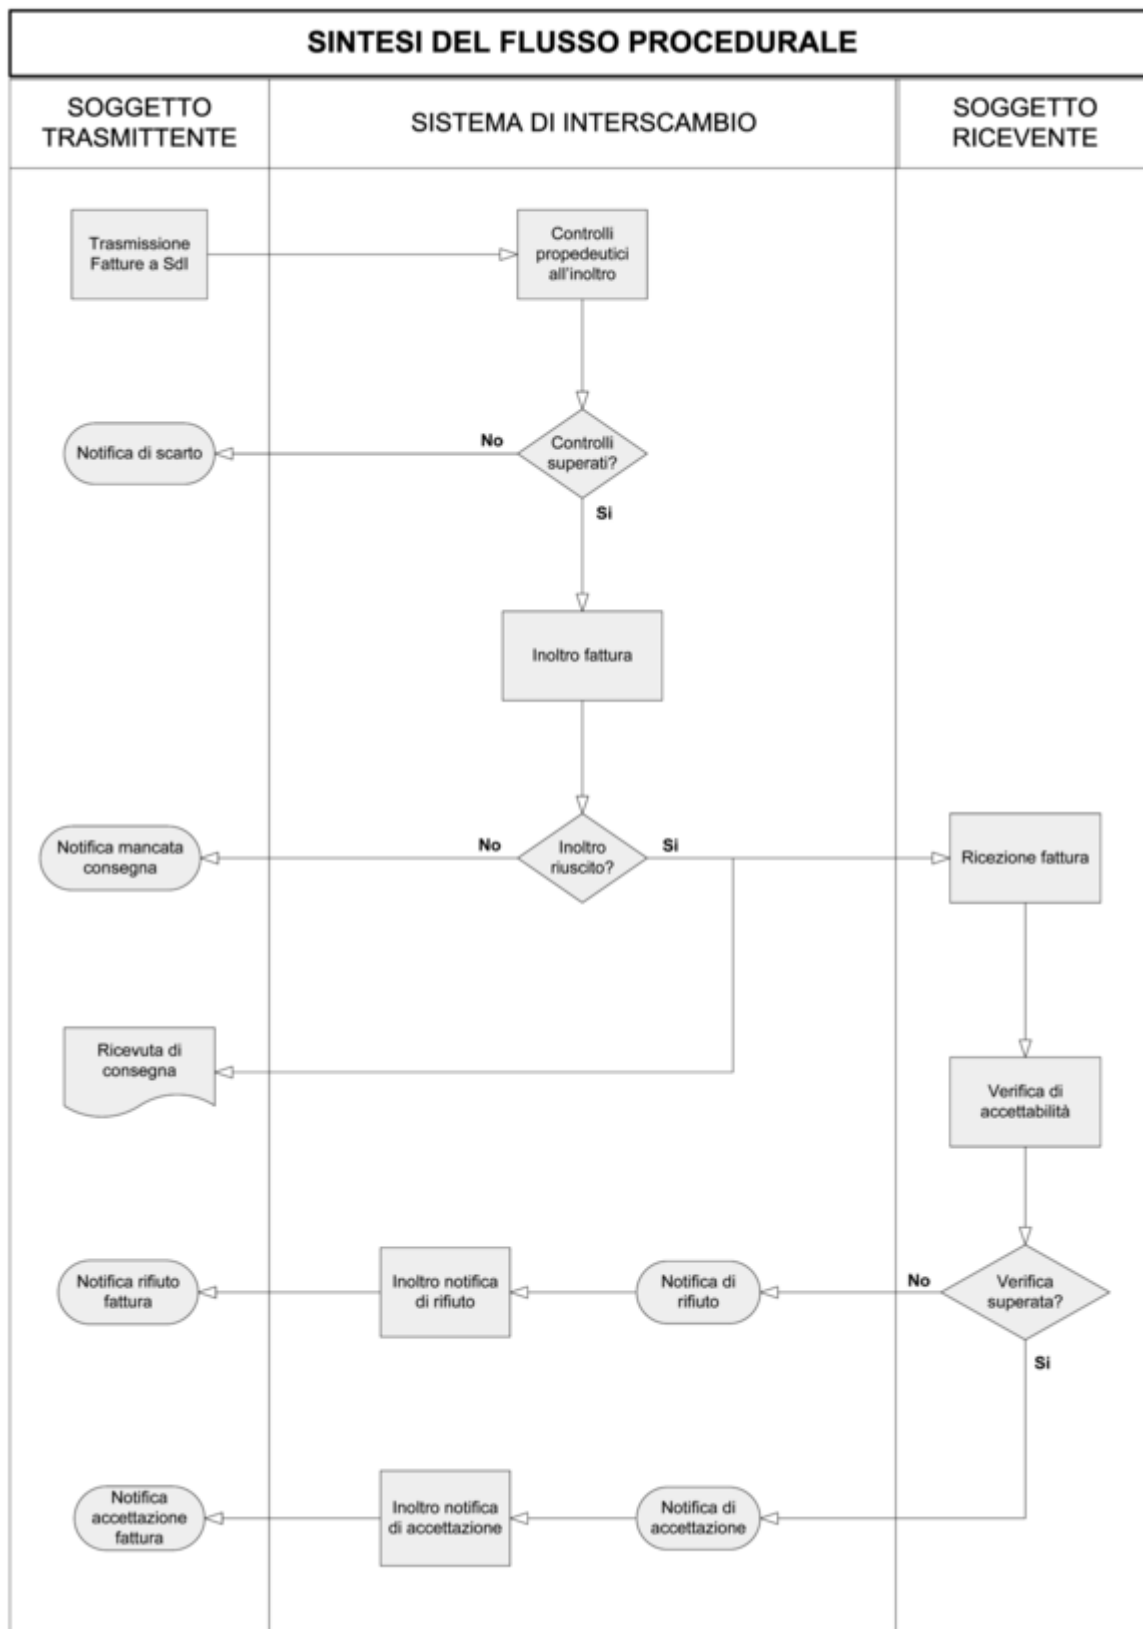 SINTESI DEL FLUSSO PROCEDURALE
SOGGETTO
TRASMITTENTE
SISTEMA DI INTERSCAMBIO
SOGGETTO
RICEVENTE
Trasmissione
Fatture a SdI
Controlli
propedeutici
all'inoltro
Notifica di scarto
No
Controlli
superati?
Si
Inoltro fattura
Notifica mancata
consegna
No
Inoltro
riuscito?
Si
Ricezione fattura
Ricevuta di
consegna
Verifica di
accettabilità
Notifica rifiuto
fattura
Inoltro notifica
di rifiuto
Notifica di
rifiuto
No
Verifica
superata?
Si
Notifica
accettazione
fattura
Inoltro notifica
di accettazione
Notifica di
accettazione